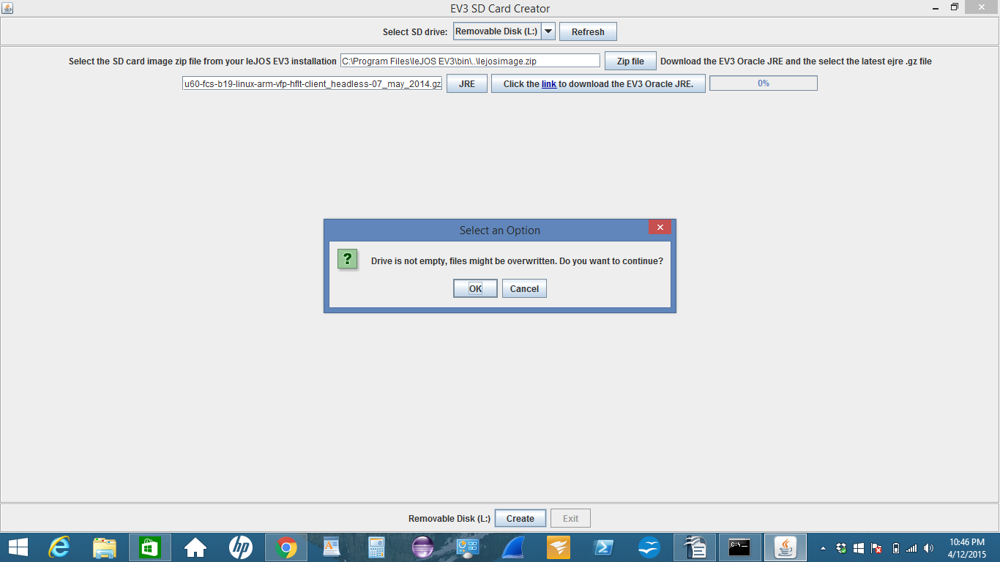 EV3 SD Card Creator
Select SD drive: Removable Disk (L:) Refresh
Select the SD card image zip file from your leJOS EV3 installation C:\Program Files\leJOS EV3\bin\..\lejosimage.zip Zip file Download the EV3 Oracle JRE and the select the latest ejre .gz file
u60-fcs-b19-linux-arm-vfp-hflt-client_headless-07_may_2014.gz JRE Click the link to download the EV3 Oracle JRE. 0%
Select an Option
? Drive is not empty, files might be overwritten. Do you want to continue?
OK Cancel
Removable Disk (L:) Create Exit
hp
C:\
10:46 PM
4/12/2015